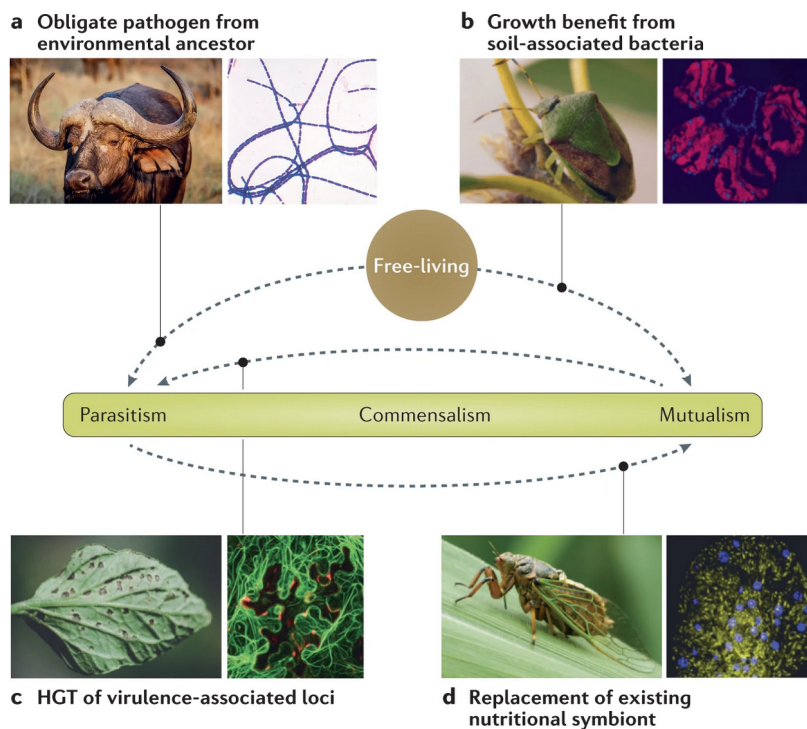 a Obligate pathogen from
environmental ancestor
b Growth benefit from
soil-associated bacteria
Free-living
Parasitism
Commensalism
Mutualism
c HGT of virulence-associated loci
d Replacement of existing
nutritional symbiont